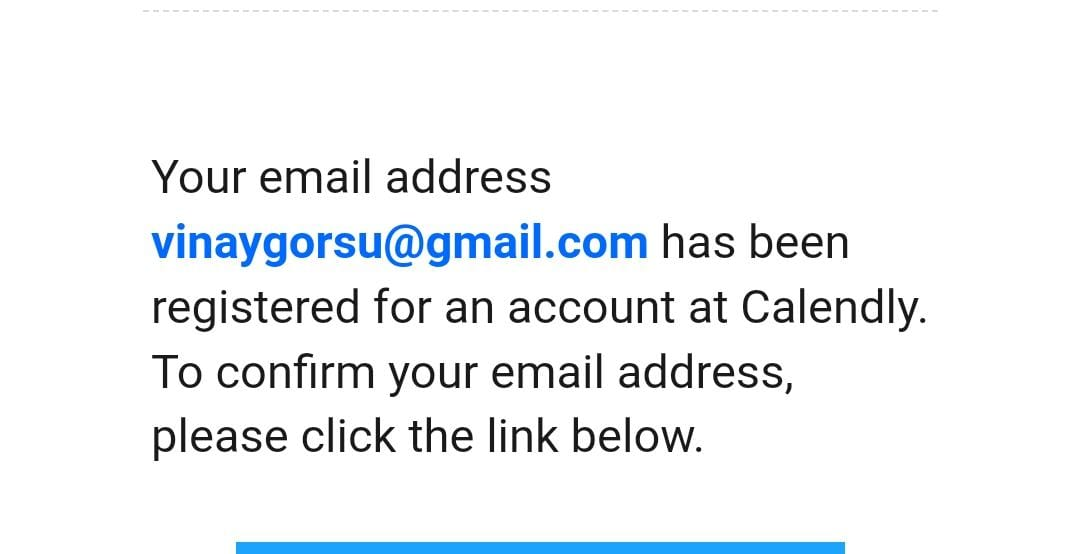 Your email address
vinaygorsu@gmail.com has been
registered for an account at Calendly.
To confirm your email address,
please click the link below.